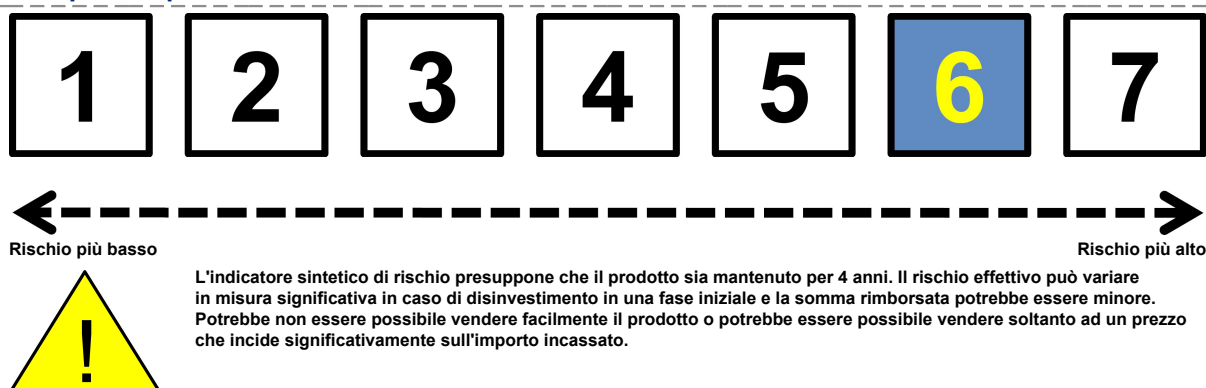 1 2 3 4 5 6 7
Rischio più basso Rischio più alto
L'indicatore sintetico di rischio presuppone che il prodotto sia mantenuto per 4 anni. Il rischio effettivo può variare
in misura significativa in caso di disinvestimento in una fase iniziale e la somma rimborsata potrebbe essere minore.
Potrebbe non essere possibile vendere facilmente il prodotto o potrebbe essere possibile vendere soltanto ad un prezzo
che incide significativamente sull'importo incassato.
!